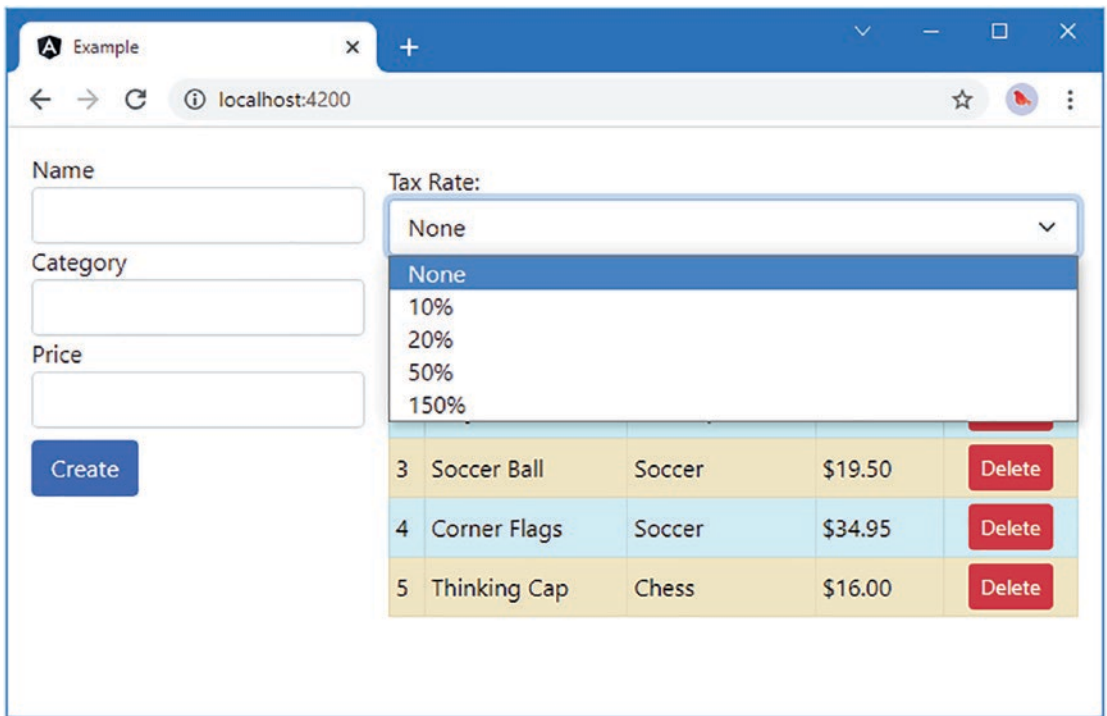 Example
localhost:4200
Name
Category
Price
Create
Tax Rate:
None
None
10%
20%
50%
150%
3 Soccer Ball Soccer $19.50 Delete
4 Corner Flags Soccer $34.95 Delete
5 Thinking Cap Chess $16.00 Delete